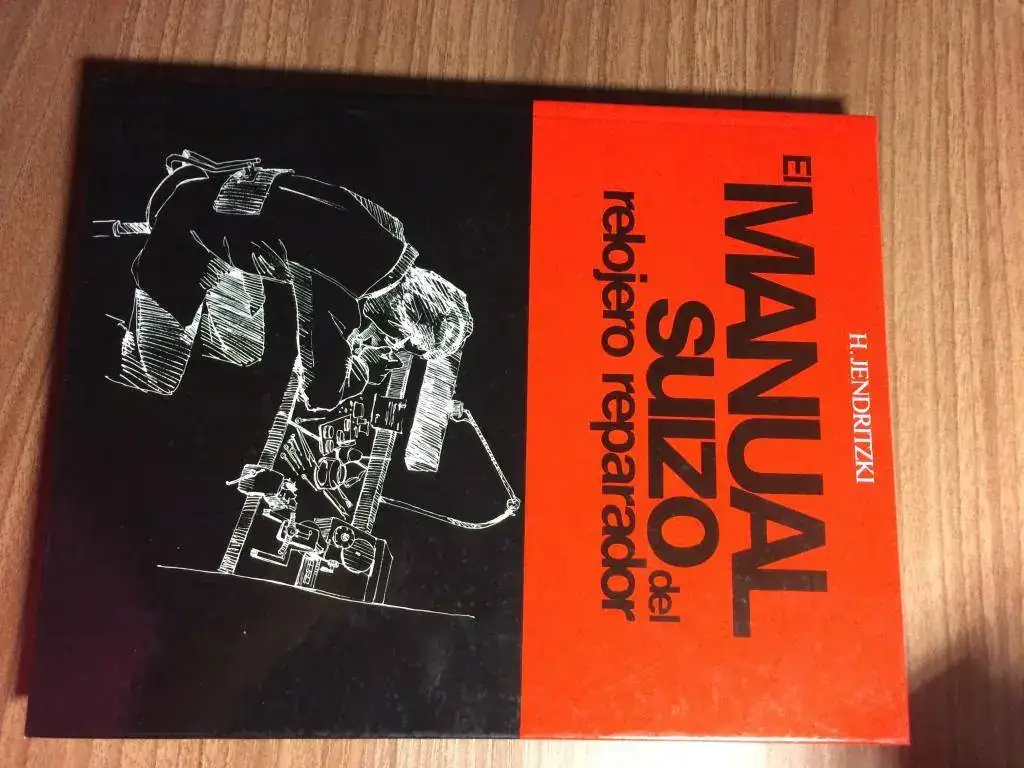 H. JENDRITZKI
El
MANUAL
SUIZO del
relojero reparador